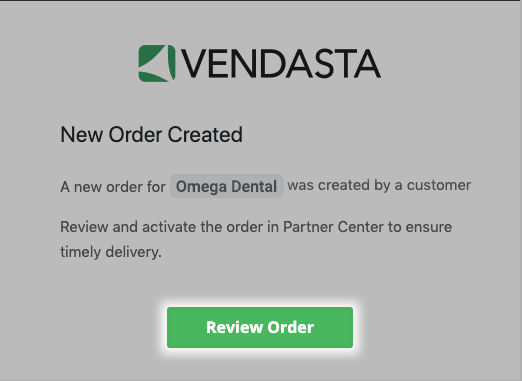 VENDASTA
New Order Created
A new order for Omega Dental was created by a customer
Review and activate the order in Partner Center to ensure
timely delivery.
Review Order